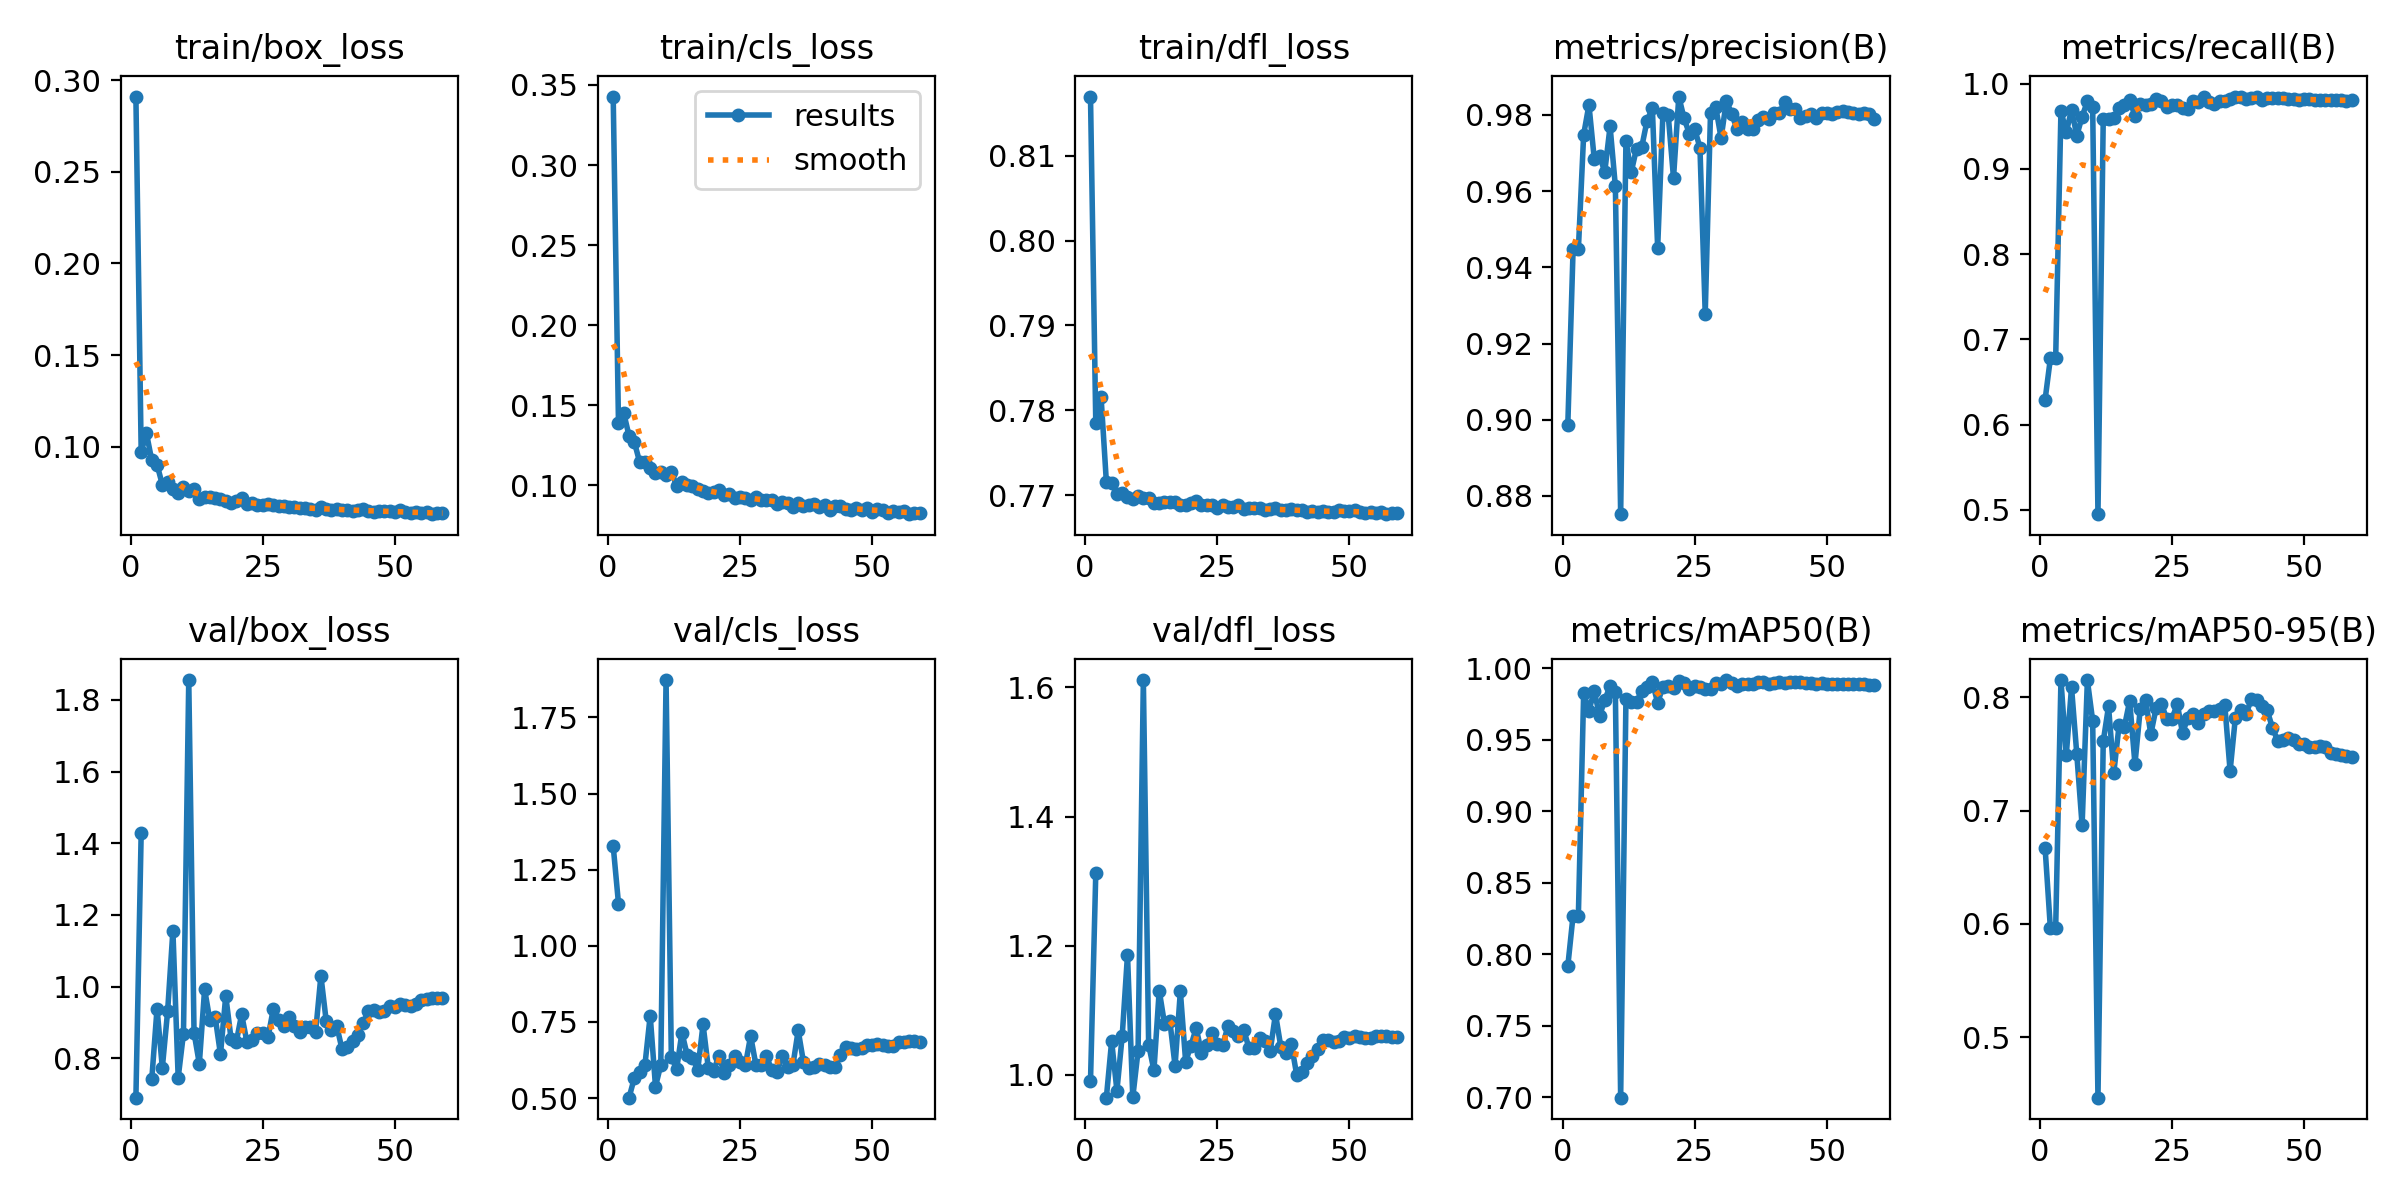 train/box_loss
0.30
0.25
0.20
0.15
0.10
0 25 50
train/cls_loss
results
smooth
0.35
0.30
0.25
0.20
0.15
0.10
0 25 50
train/dfl_loss
0.81
0.80
0.79
0.78
0.77
0 25 50
metrics/precision(B)
0.98
0.96
0.94
0.92
0.90
0.88
0 25 50
metrics/recall(B)
1.0
0.9
0.8
0.7
0.6
0.5
0 25 50
val/box_loss
1.8
1.6
1.4
1.2
1.0
0.8
0 25 50
val/cls_loss
1.75
1.50
1.25
1.00
0.75
0.50
0 25 50
val/dfl_loss
1.6
1.4
1.2
1.0
0 25 50
metrics/mAP50(B)
1.00
0.95
0.90
0.85
0.80
0.75
0.70
0 25 50
metrics/mAP50-95(B)
0.8
0.7
0.6
0.5
0 25 50